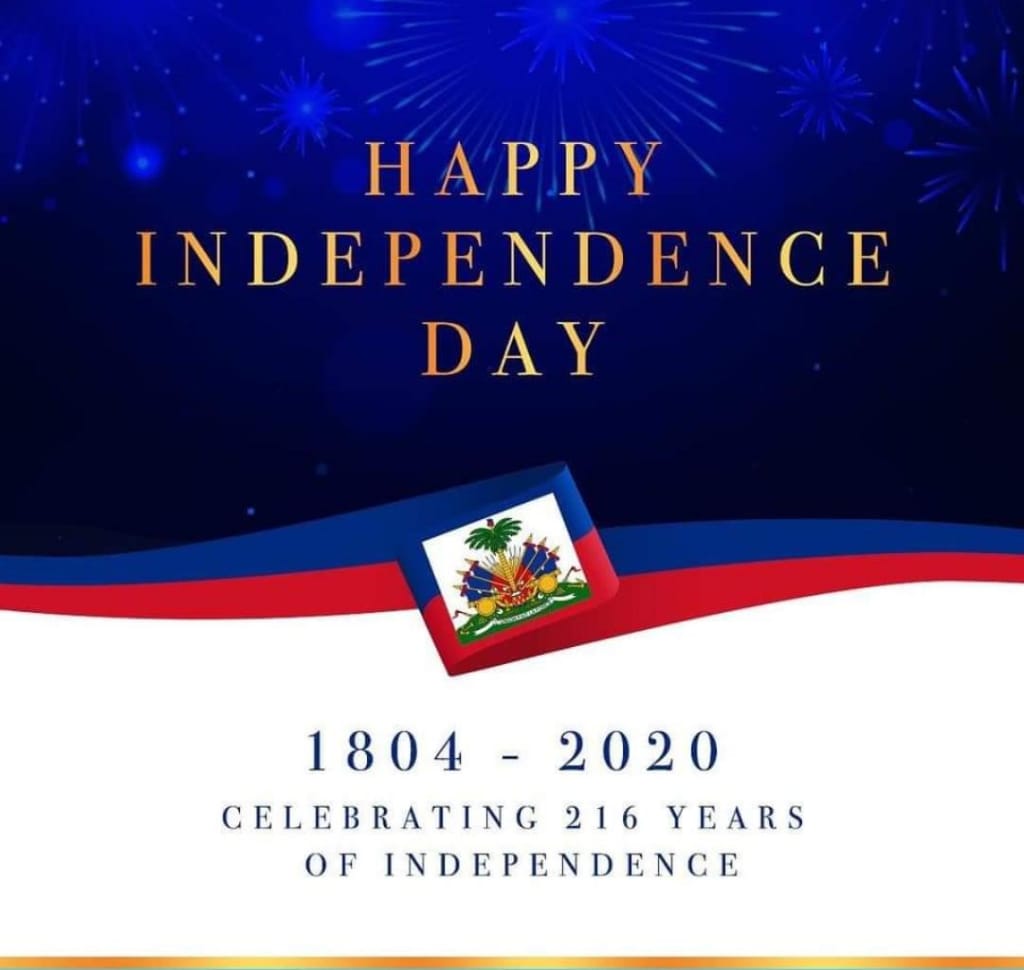 HAPPY
INDEPENDENCE
DAY
1804 - 2020
CELEBRATING 216 YEARS
OF INDEPENDENCE